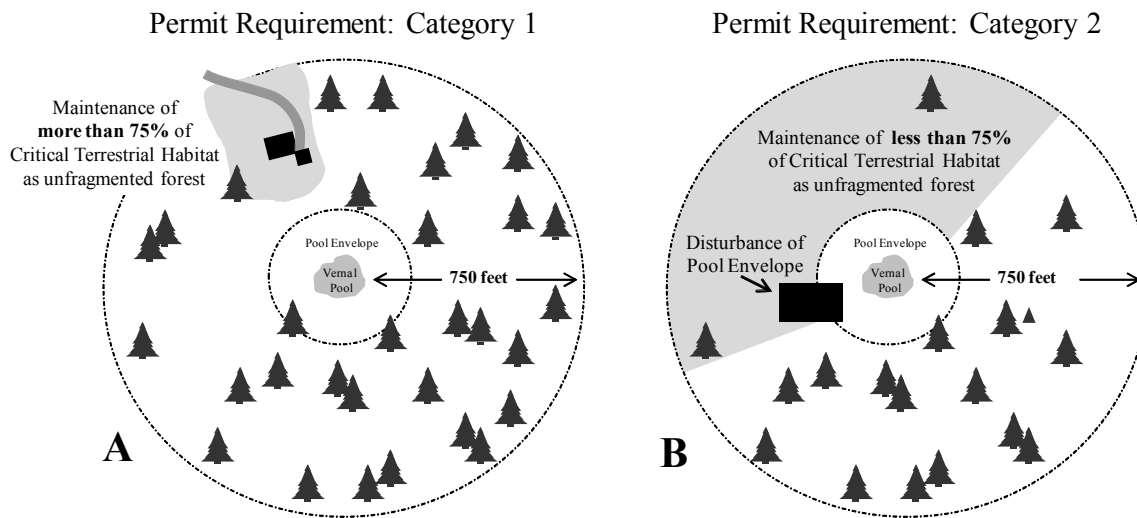 Permit Requirement: Category 1
Maintenance of
more than 75% of
Critical Terrestrial Habitat
as unfragmented forest
Pool Envelope
Vernal
Pool
750 feet
A
Permit Requirement: Category 2
Maintenance of less than 75%
of Critical Terrestrial Habitat
as unfragmented forest
Disturbance of
Pool Envelope
Pool Envelope
Vernal
Pool
750 feet
B